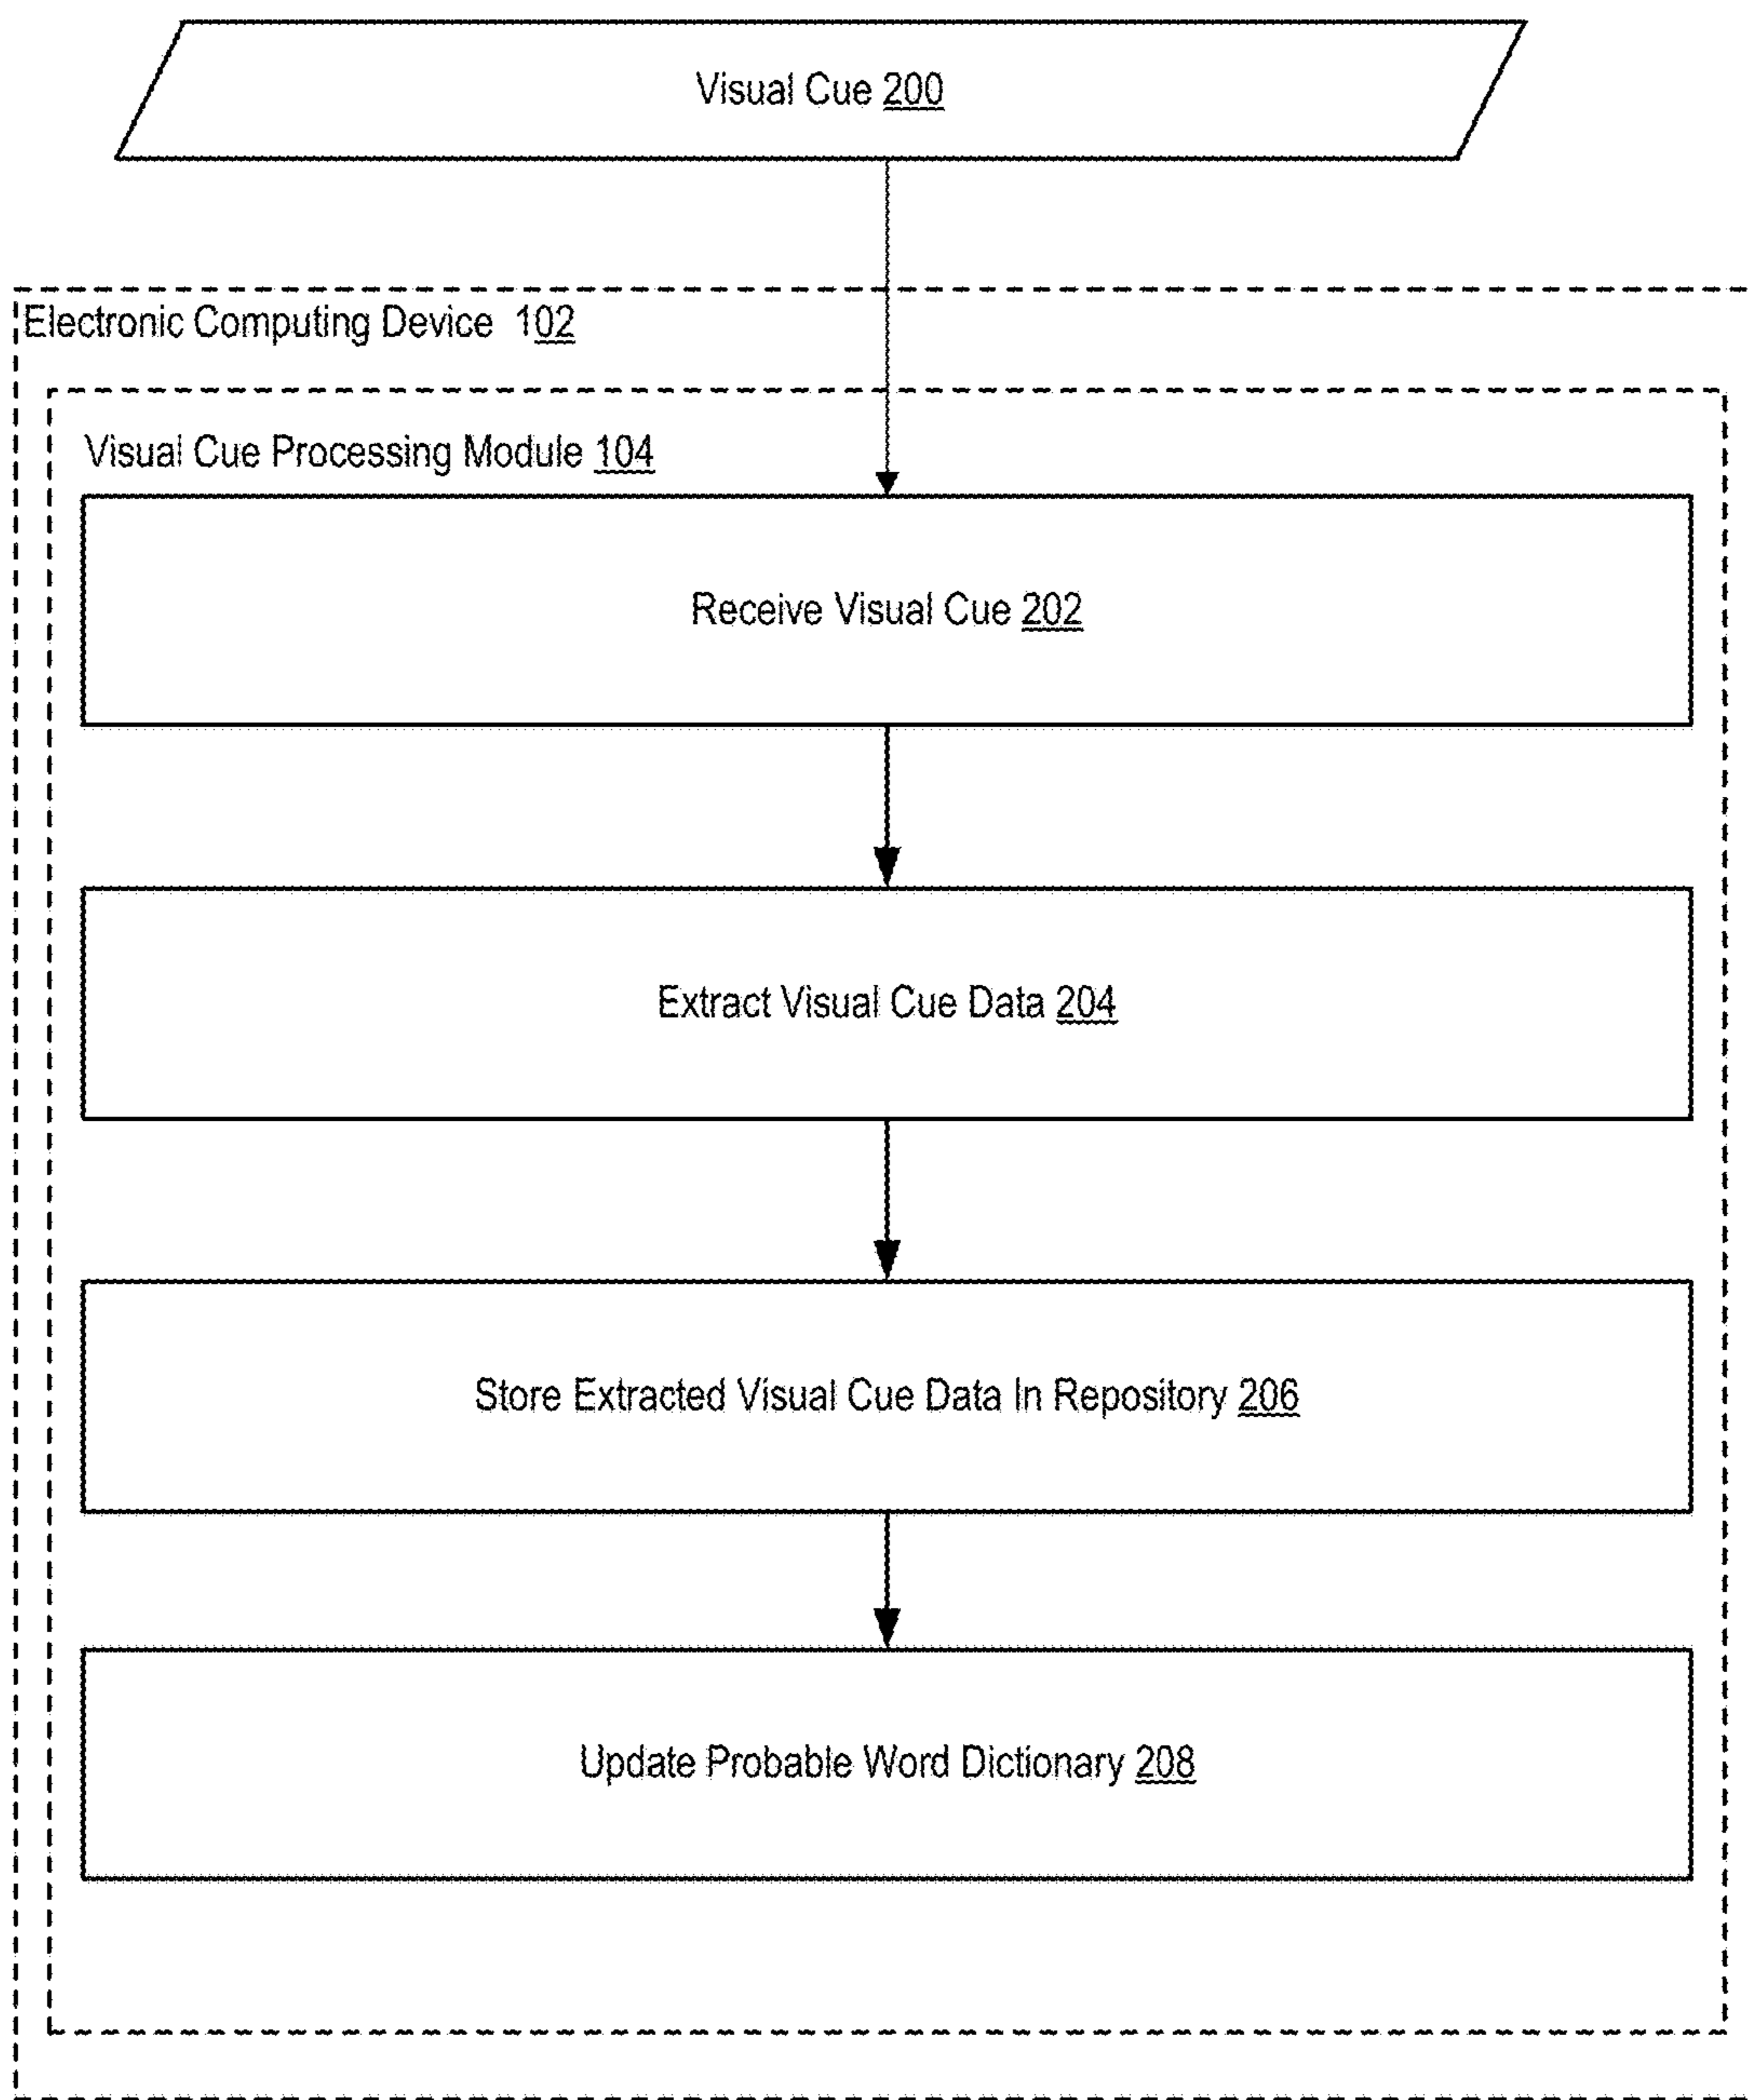 Visual Cue 200
Electronic Computing Device 102
Visual Cue Processing Module 104
Receive Visual Cue 202
Extract Visual Cue Data 204
Store Extracted Visual Cue Data In Repository 206
Update Probable Word Dictionary 208